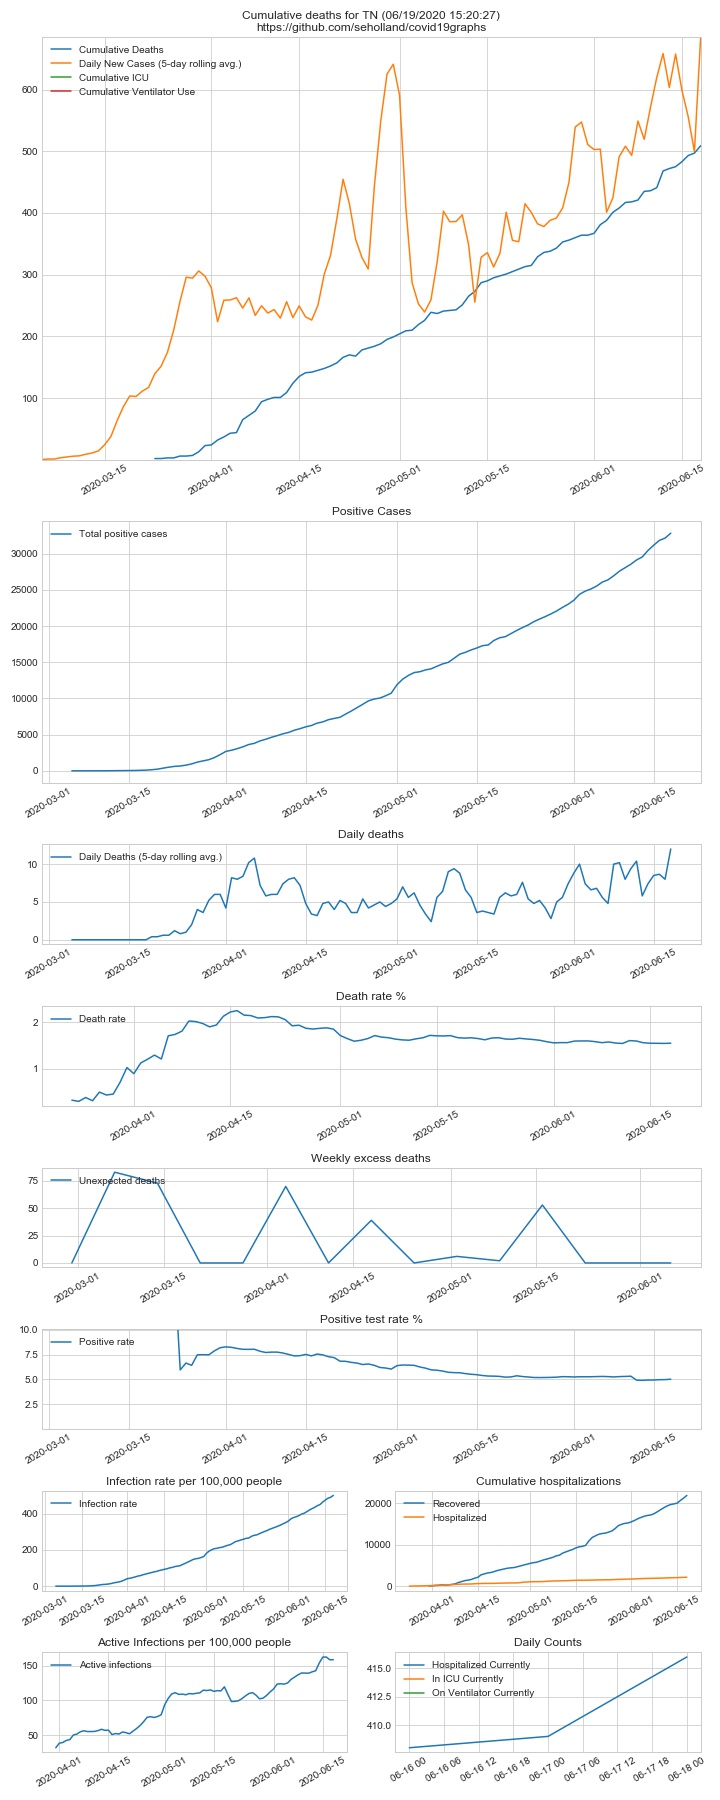 Cumulative deaths for TN (06/19/2020 15:20:27)
https://github.com/seholland/covid19graphs
Cumulative Deaths
Daily New Cases (5-day rolling avg.)
Cumulative ICU
Cumulative Ventilator Use
600
500
400
300
200
100
2020-03-15 2020-04-01 2020-04-15 2020-05-01 2020-05-15 2020-06-01 2020-06-15
Positive Cases
Total positive cases
30000
25000
20000
15000
10000
5000
0
2020-03-01 2020-03-15 2020-04-01 2020-04-15 2020-05-01 2020-05-15 2020-06-01 2020-06-15
Daily deaths
Daily Deaths (5-day rolling avg.)
10
5
0
2020-03-01 2020-03-15 2020-04-01 2020-04-15 2020-05-01 2020-05-15 2020-06-01 2020-06-15
Death rate %
Death rate
2
1
2020-04-01 2020-04-15 2020-05-01 2020-05-15 2020-06-01 2020-06-15
Weekly excess deaths
Unexpected deaths
75
50
25
0
2020-03-01 2020-03-15 2020-04-01 2020-04-15 2020-05-01 2020-05-15 2020-06-01
Positive test rate %
Positive rate
10.0
7.5
5.0
2.5
2020-03-01 2020-03-15 2020-04-01 2020-04-15 2020-05-01 2020-05-15 2020-06-01 2020-06-15
Infection rate per 100,000 people
Infection rate
400
200
0
2020-03-01 2020-03-15 2020-04-01 2020-04-15 2020-05-01 2020-05-15 2020-06-01 2020-06-15
Cumulative hospitalizations
Recovered
Hospitalized
20000
10000
0
2020-04-01 2020-04-15 2020-05-01 2020-05-15 2020-06-01 2020-06-15
Active Infections per 100,000 people
Active infections
150
100
50
2020-04-01 2020-04-15 2020-05-01 2020-05-15 2020-06-01 2020-06-15
Daily Counts
Hospitalized Currently
In ICU Currently
On Ventilator Currently
415.0
412.5
410.0
06-16 00 06-16 06 06-16 12 06-16 18 06-17 00 06-17 06 06-17 12 06-17 18 06-18 00